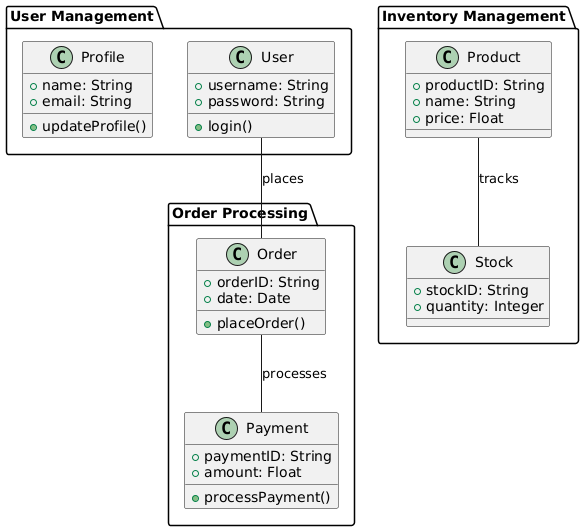 User Management
C Profile
+ name: String
+ email: String
+ updateProfile()
C User
+ username: String
+ password: String
+ login()
places
Order Processing
C Order
+ orderID: String
+ date: Date
+ placeOrder()
processes
C Payment
+ paymentID: String
+ amount: Float
+ processPayment()
Inventory Management
C Product
+ productID: String
+ name: String
+ price: Float
tracks
C Stock
+ stockID: String
+ quantity: Integer